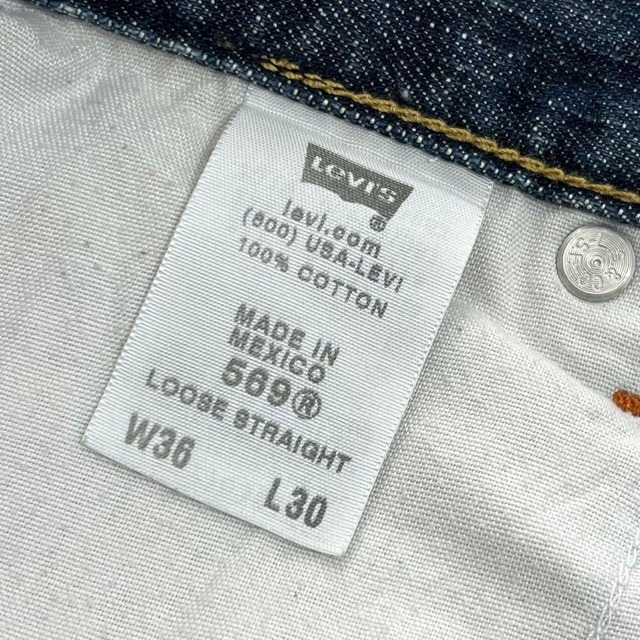 Levi's®
levi.com
(800) USA-LEVI
100% COTTON
MADE IN
MEXICO
569®
LOOSE STRAIGHT
W36
L30